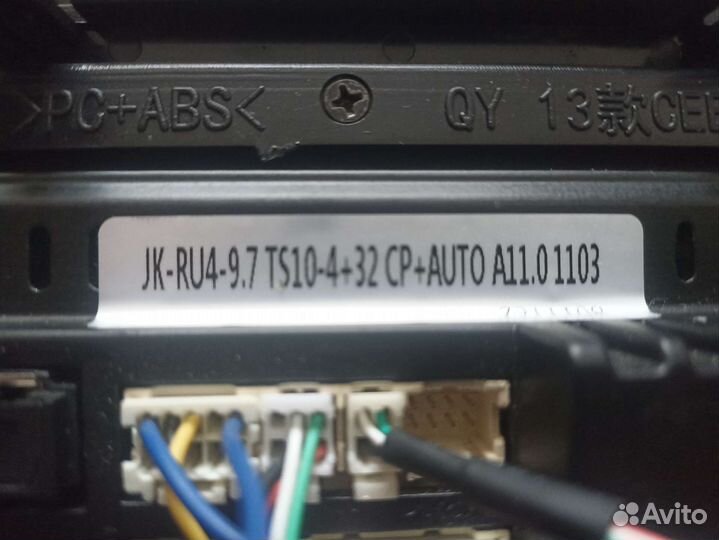 >PC+ABS<
QY 13款CEE
JK-RU4-9.7 TS10-4+32 CP+AUTO A11.0 1103
Avito